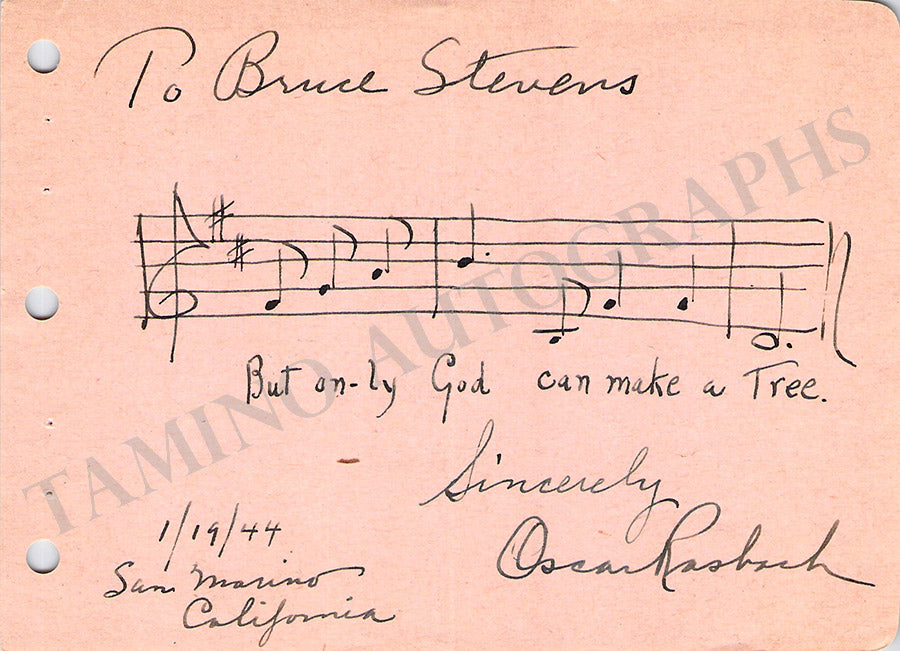 To Bruce Stevens
But on-ly God can make a Tree.
Sincerely
Oscar Rasbach
1/19/44
San Marino
California
TAMINO AUTOGRAPHS